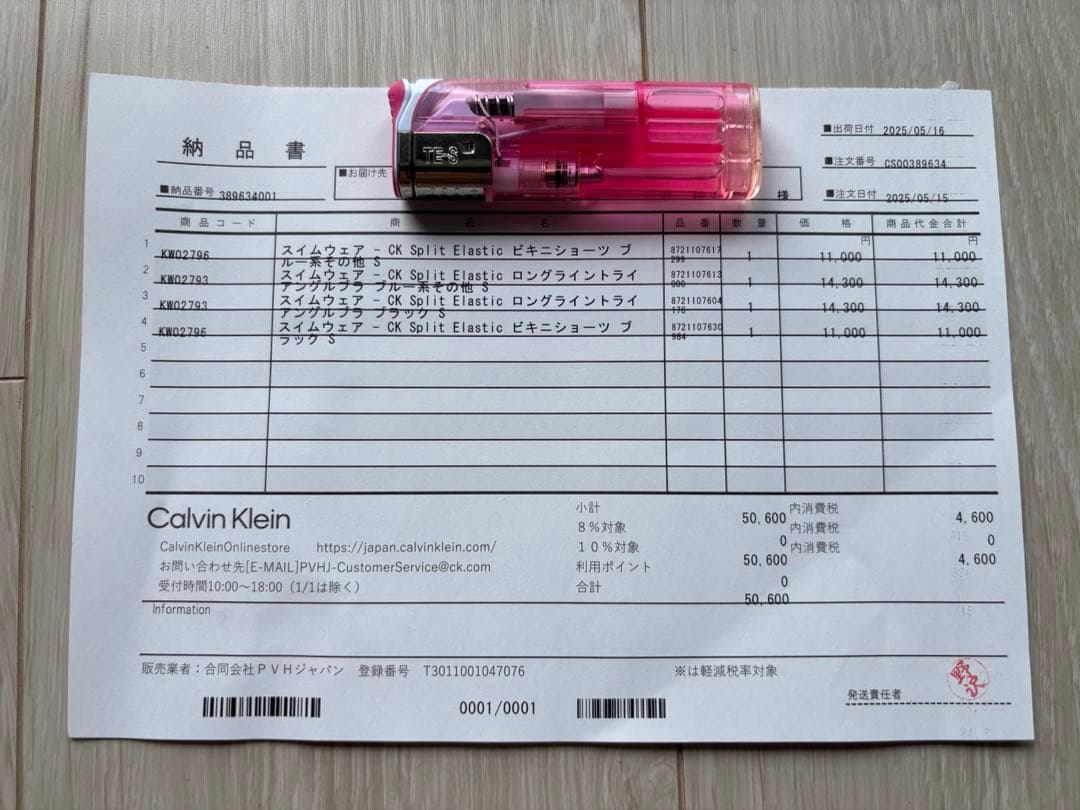 TE-S
納品書
■お届け先
様
■出荷日付 2025/05/16
■注文番号 CS00389634
■注文日付 2025/05/15
■納品番号 389634001
商品コード 商品名 品番 数量 価格 商品代金合計
円 円
1 KW02796 スイムウェア - CK Split Elastic ビキニショーツ ブ 8721107617 1 11,000 11,000
ルー系その他 S 299
2 KW02793 スイムウェア - CK Split Elastic ロングライントライ 8721107613 1 14,300 14,300
アングルブラ ブルー系その他 S 000
3 KW02793 スイムウェア - CK Split Elastic ロングライントライ 8721107604 1 14,300 14,300
アングルブラ ブラック S 176
4 KW02796 スイムウェア - CK Split Elastic ビキニショーツ ブ 8721107630 1 11,000 11,000
ラック S 984
5
6
7
8
9
10
Calvin Klein
CalvinKleinOnlinestore https://japan.calvinklein.com/
お問い合わせ先[E-MAIL]PVHJ-CustomerService@ck.com
受付時間10:00～18:00（1/1は除く）
小計 50,600 内消費税 4,600
8%対象 0 内消費税 0
10%対象 50,600 内消費税 4,600
利用ポイント 0
合計 50,600
Information
販売業者：合同会社ＰＶＨジャパン 登録番号 T3011001047076
※は軽減税率対象
0001/0001
発送責任者
野沢